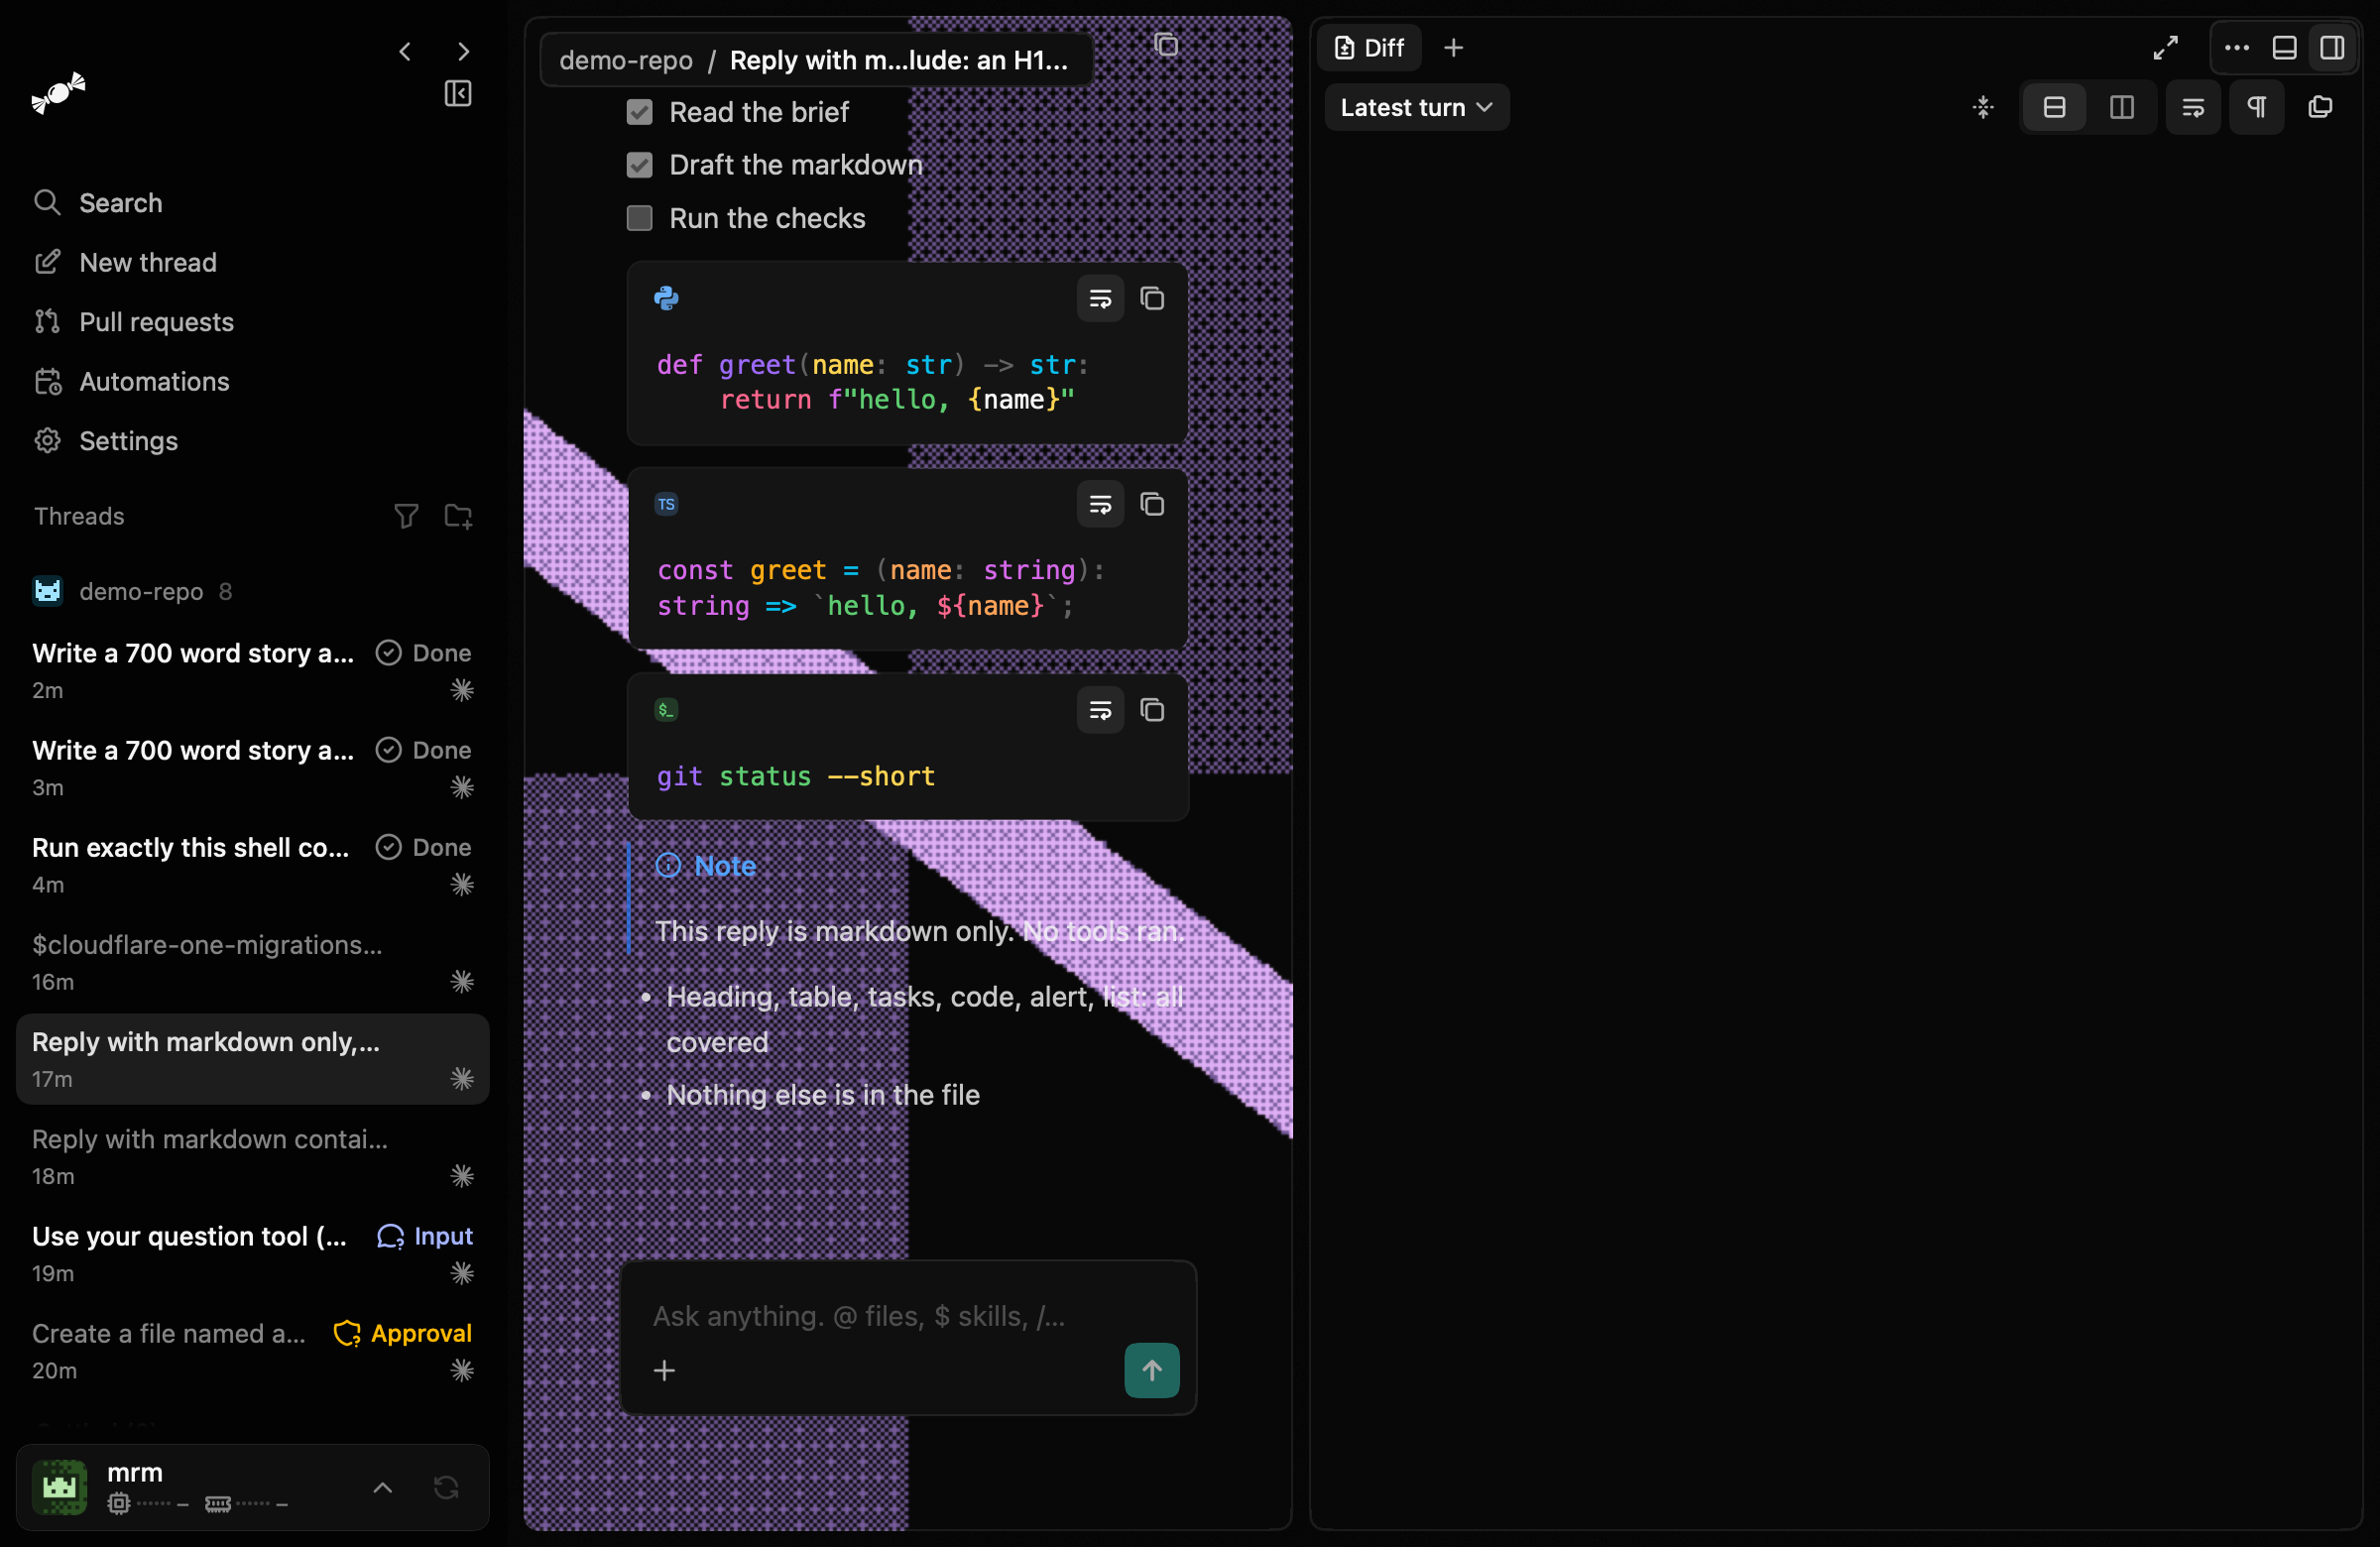 Search
New thread
Pull requests
Automations
Settings
Threads
demo-repo 8
Write a 700 word story a... Done
2m
Write a 700 word story a... Done
3m
Run exactly this shell co... Done
4m
$cloudflare-one-migrations...
16m
Reply with markdown only,...
17m
Reply with markdown contai...
18m
Use your question tool (... Input
19m
Create a file named a... Approval
20m
mrm
demo-repo / Reply with m...lude: an H1...
Read the brief
Draft the markdown
Run the checks
def greet(name: str) -> str:
    return f"hello, {name}"
TS
const greet = (name: string):
string => `hello, ${name}`;
$_
git status --short
Note
This reply is markdown only. No tools ran.
• Heading, table, tasks, code, alert, list: all
covered
• Nothing else is in the file
Ask anything. @ files, $ skills, /...
Diff
Latest turn